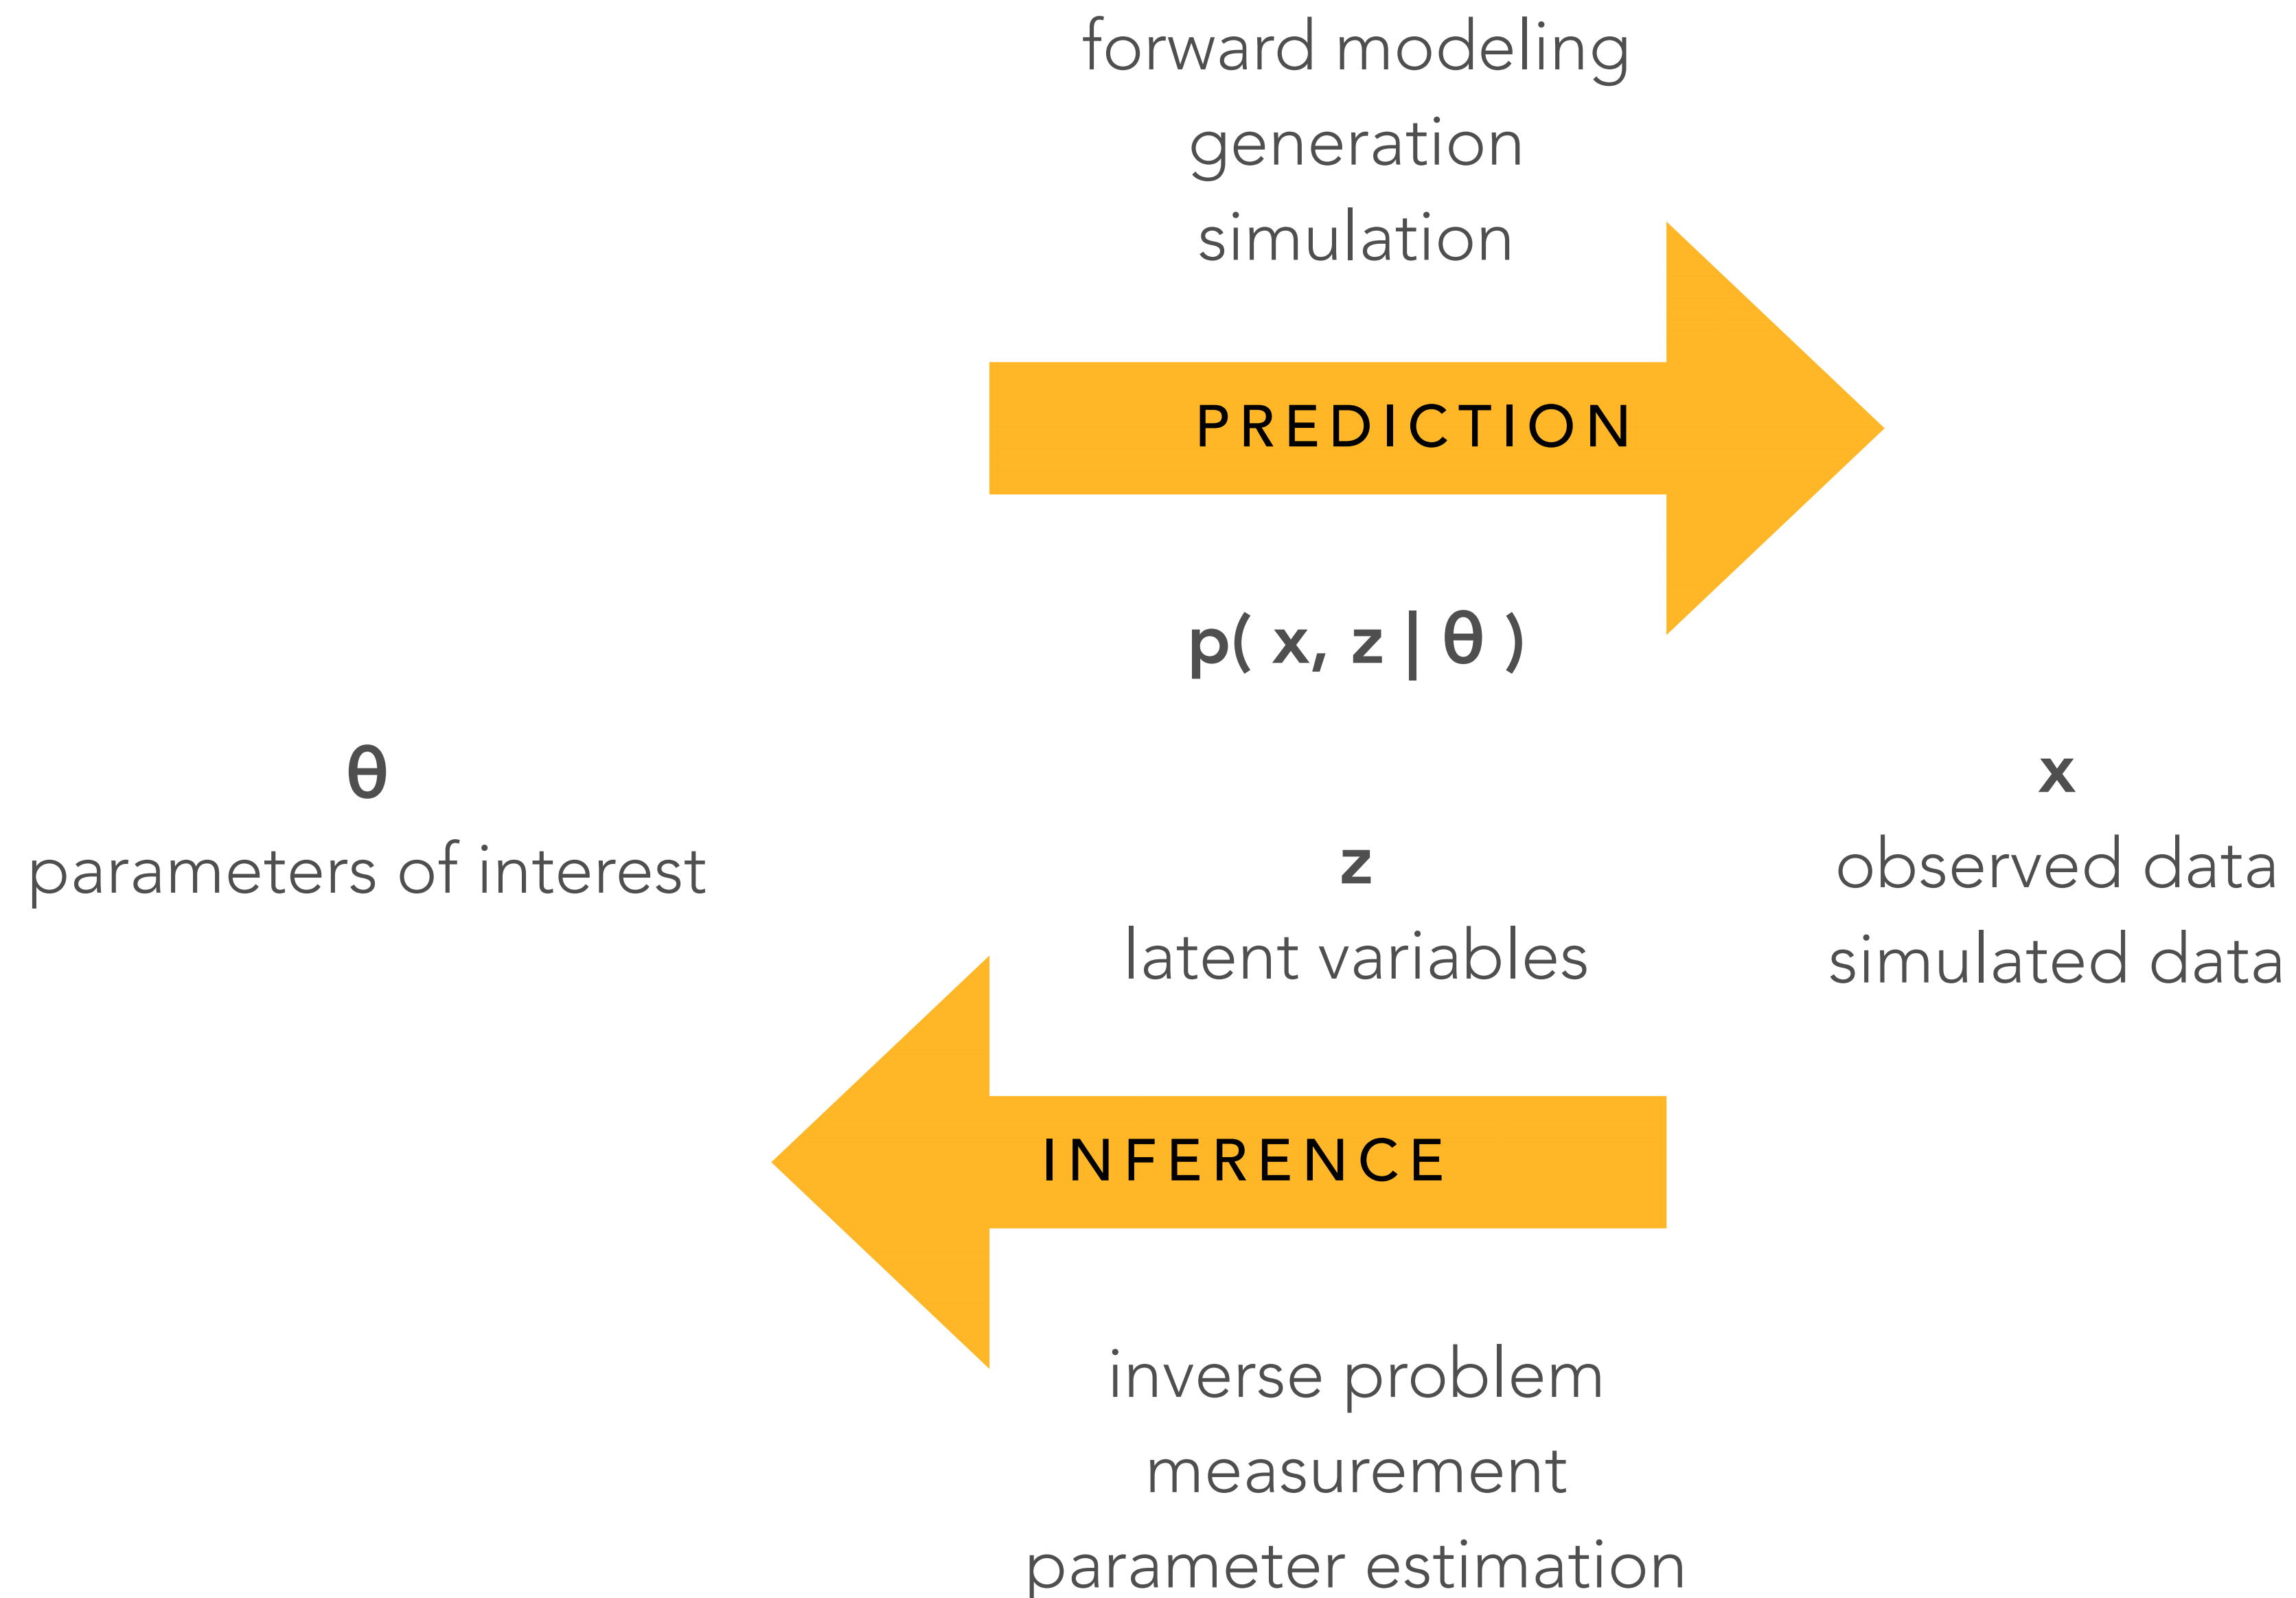 forward modeling
generation
simulation
PREDICTION
p( x, z | θ )
θ
parameters of interest
z
latent variables
x
observed data
simulated data
INFERENCE
inverse problem
measurement
parameter estimation